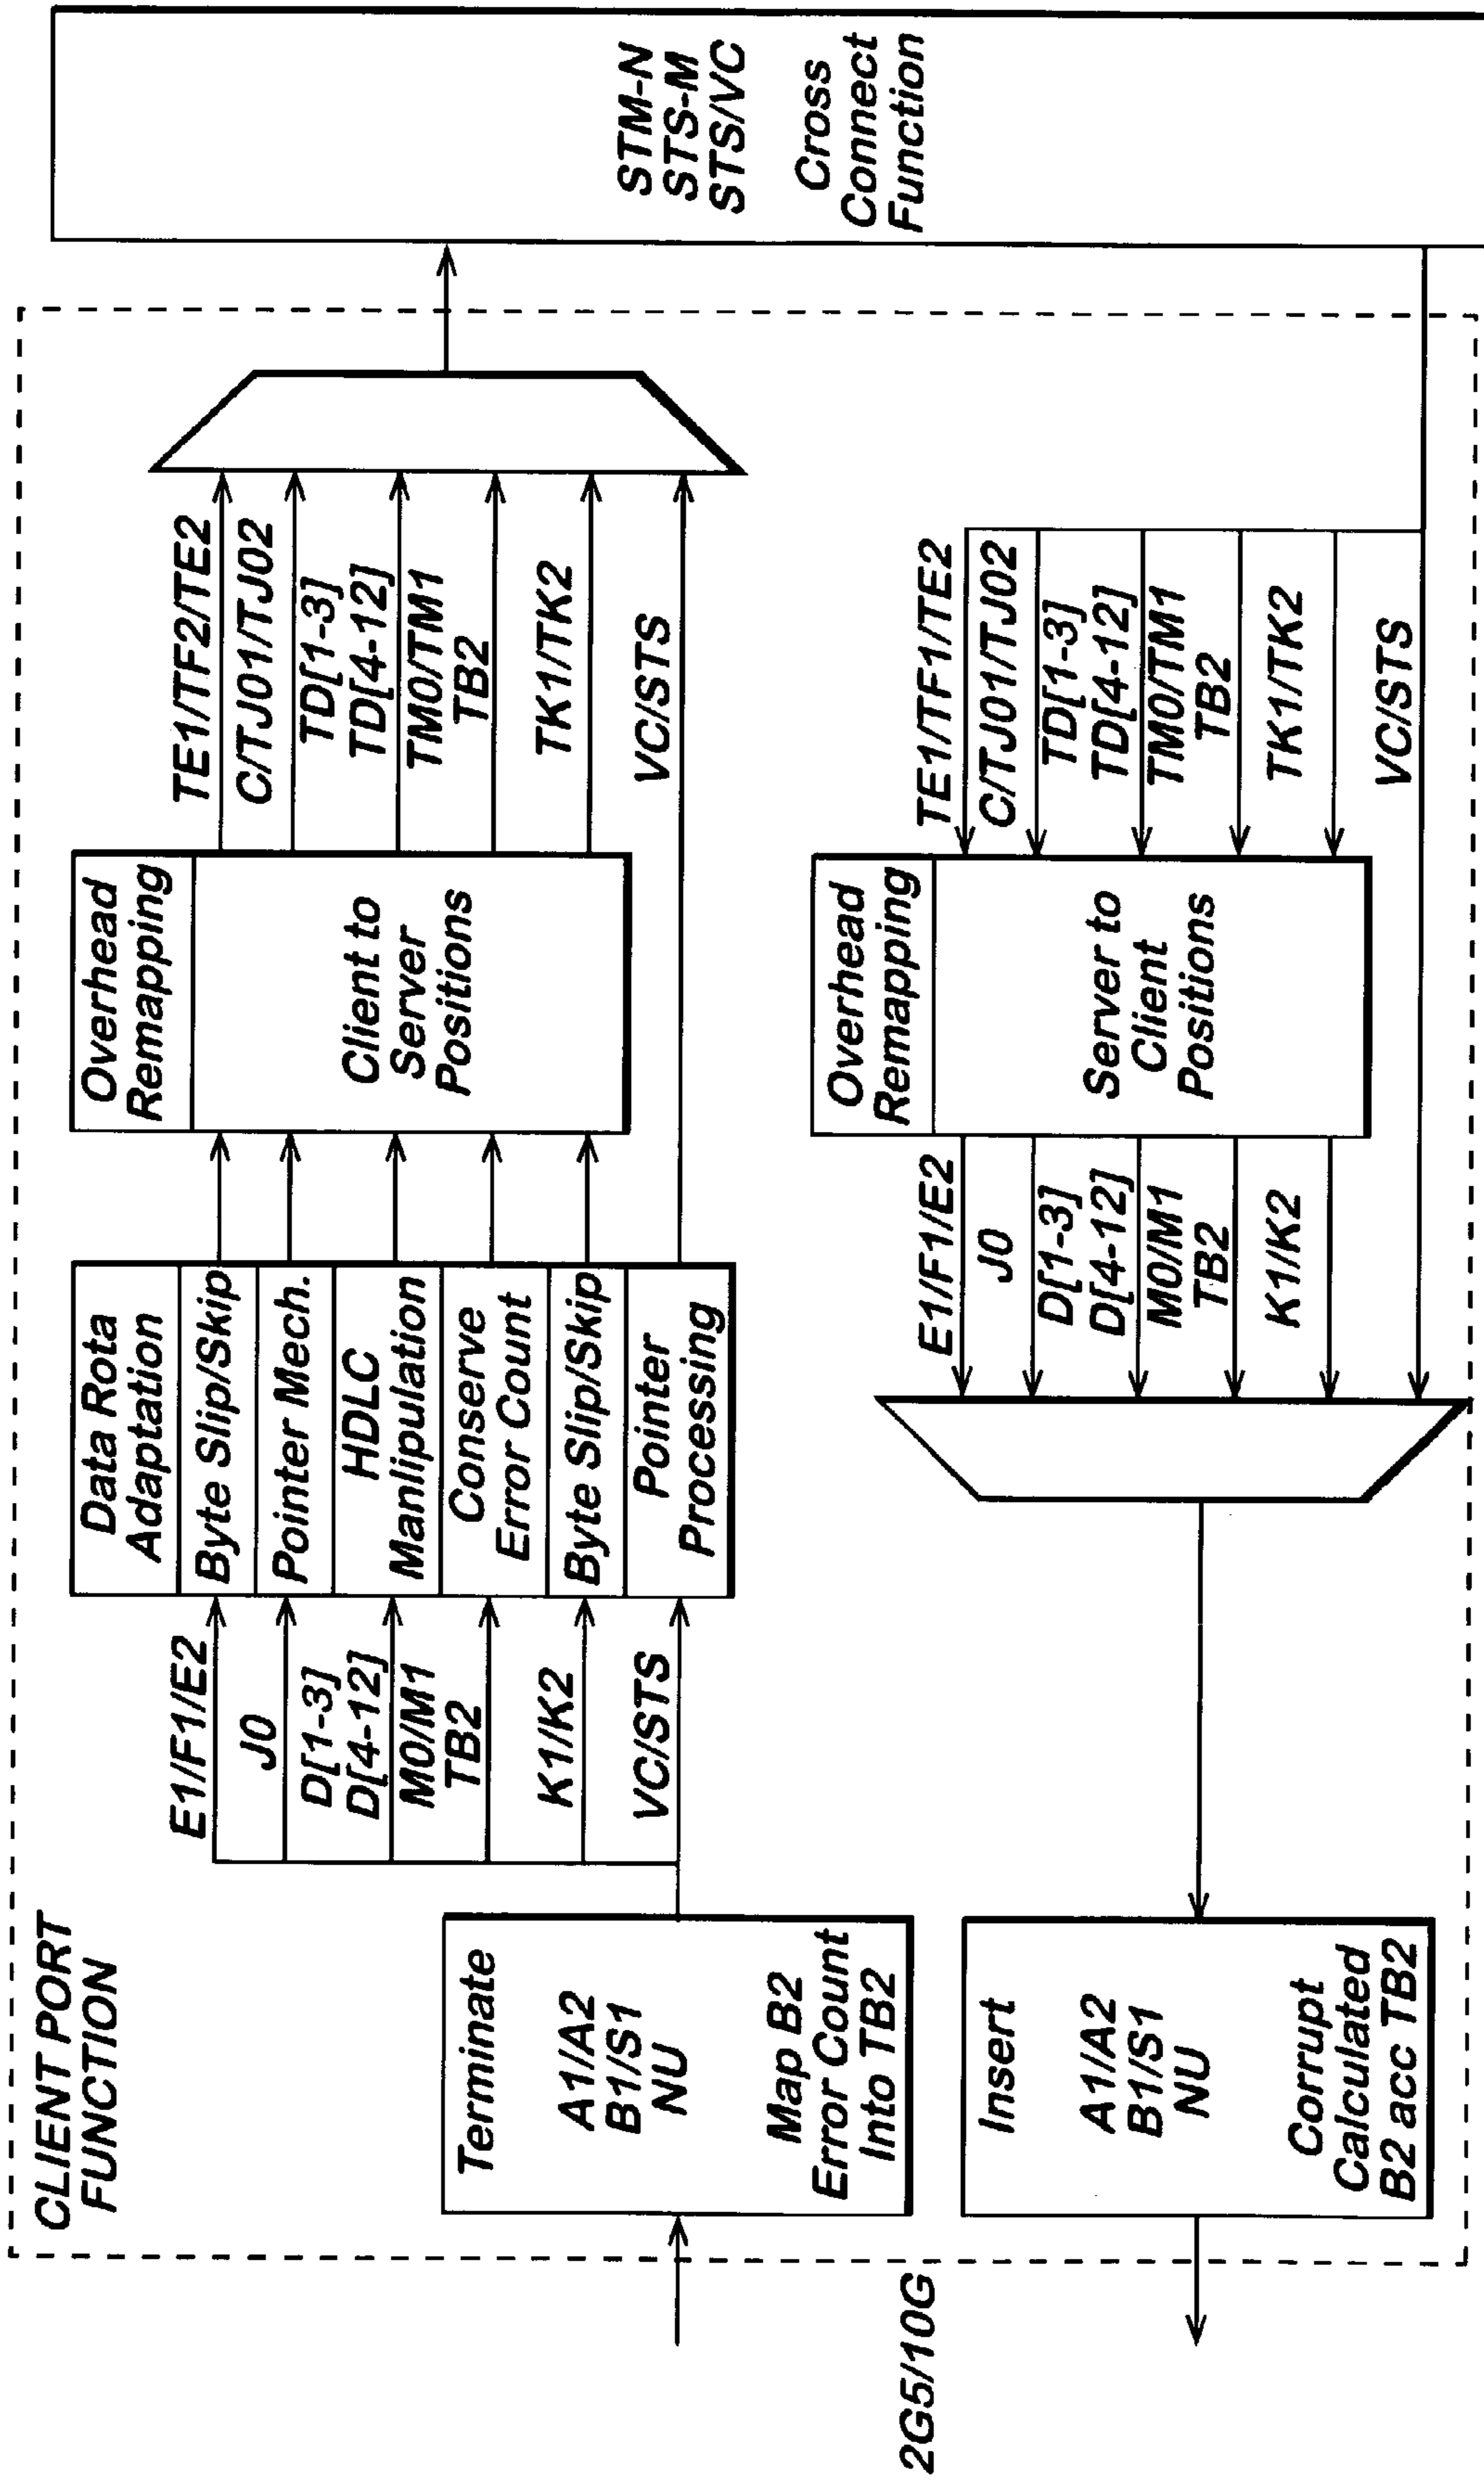 CLIENT PORT
FUNCTION
2G5/10G
Terminate
A1/A2
B1/S1
NU
Map B2
Error Count
Into TB2
E1/F1/E2
J0
D[1-3]
D[4-12]
M0/M1
TB2
K1/K2
VC/STS
Data Rota
Adaptation
Byte Slip/Skip
Pointer Mech.
HDLC
Manlipulation
Conserve
Error Count
Byte Slip/Skip
Pointer
Processing
Overhead
Remapping
Client to
Server
Positions
TE1/TF2/TE2
C/TJ01/TJ02
TD[1-3]
TD[4-12]
TM0/TM1
TB2
TK1/TK2
VC/STS
STM-N
STS-M
STS/VC
Cross
Connect
Function
Insert
A1/A2
B1/S1
NU
Corrupt
Calculated
B2 acc TB2
E1/F1/E2
J0
D[1-3]
D[4-12]
M0/M1
TB2
K1/K2
Overhead
Remapping
Server to
Client
Positions
TE1/TF1/TE2
C/TJ01/TJ02
TD[1-3]
TD[4-12]
TM0/TM1
TB2
TK1/TK2
VC/STS